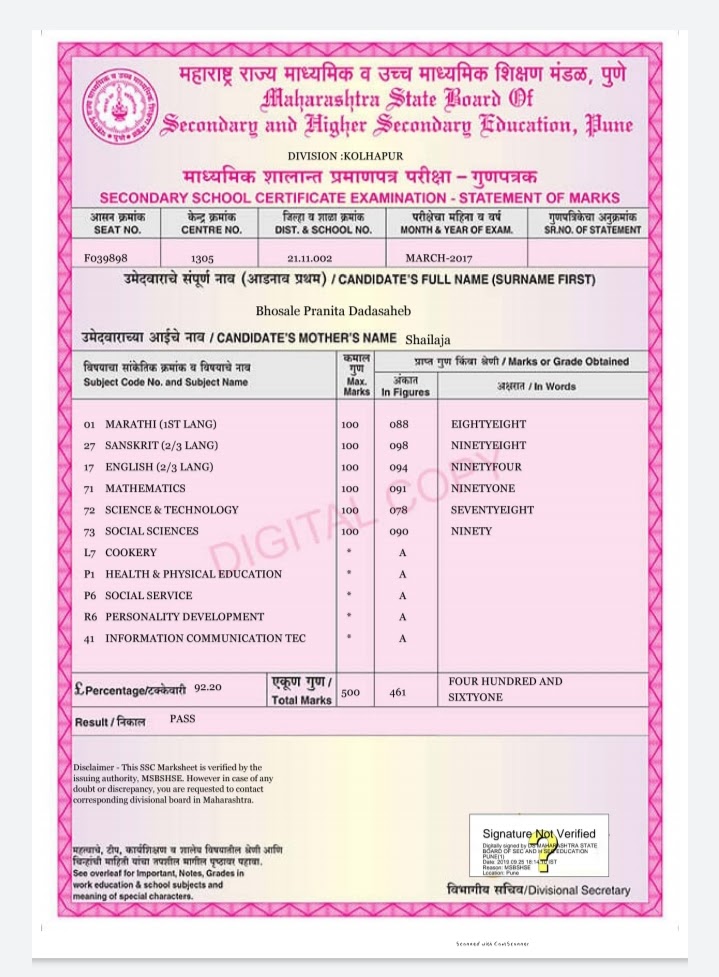 महाराष्ट्र राज्य माध्यमिक व उच्च माध्यमिक शिक्षण मंडळ, पुणे
Maharashtra State Board Of
Secondary and Higher Secondary Education, Pune
DIVISION :KOLHAPUR
माध्यमिक शालान्त प्रमाणपत्र परीक्षा – गुणपत्रक
SECONDARY SCHOOL CERTIFICATE EXAMINATION - STATEMENT OF MARKS
आसन क्रमांक केन्द्र क्रमांक जिल्हा व शाळा क्रमांक परीक्षेचा महिना व वर्ष गुणपत्रिकेचा अनुक्रमांक
SEAT NO. CENTRE NO. DIST. & SCHOOL NO. MONTH & YEAR OF EXAM. SR.NO. OF STATEMENT
F039898 1305 21.11.002 MARCH-2017
उमेदवाराचे संपूर्ण नाव (आडनाव प्रथम) / CANDIDATE'S FULL NAME (SURNAME FIRST)
Bhosale Pranita Dadasaheb
उमेदवाराच्या आईचे नाव / CANDIDATE'S MOTHER'S NAME Shailaja
विषयाचा सांकेतिक क्रमांक व विषयाचे नाव
Subject Code No. and Subject Name
कमाल
गुण
Max.
Marks
प्राप्त गुण किंवा श्रेणी / Marks or Grade Obtained
अंकात
In Figures
अक्षरात / In Words
01 MARATHI (1ST LANG) 100 088 EIGHTYEIGHT
27 SANSKRIT (2/3 LANG) 100 098 NINETYEIGHT
17 ENGLISH (2/3 LANG) 100 094 NINETYFOUR
71 MATHEMATICS 100 091 NINETYONE
72 SCIENCE & TECHNOLOGY 100 078 SEVENTYEIGHT
73 SOCIAL SCIENCES 100 090 NINETY
L7 COOKERY * A
P1 HEALTH & PHYSICAL EDUCATION * A
P6 SOCIAL SERVICE * A
R6 PERSONALITY DEVELOPMENT * A
41 INFORMATION COMMUNICATION TEC * A
DIGITAL COPY
£ Percentage/टक्केवारी 92.20
एकूण गुण /
Total Marks
500 461
FOUR HUNDRED AND
SIXTYONE
Result / निकाल PASS
Disclaimer - This SSC Marksheet is verified by the
issuing authority, MSBSHSE. However in case of any
doubt or discrepancy, you are requested to contact
corresponding divisional board in Maharashtra.
महत्वाचे, टीप, कार्यशिक्षण व शालेय विषयातील श्रेणी आणि
चिन्हांची माहिती यांचा तपशील मागील पृष्ठावर पहावा.
See overleaf for Important, Notes, Grades in
work education & school subjects and
meaning of special characters.
Signature Not Verified
Digitally signed by DS MAHARASHTRA STATE
BOARD OF SEC AND H SEC EDUCATION
PUNE(1)
Date: 2019.09.25 IST
Reason: MSBSHSE
Location: Pune
विभागीय सचिव/Divisional Secretary
Scanned with CamScanner